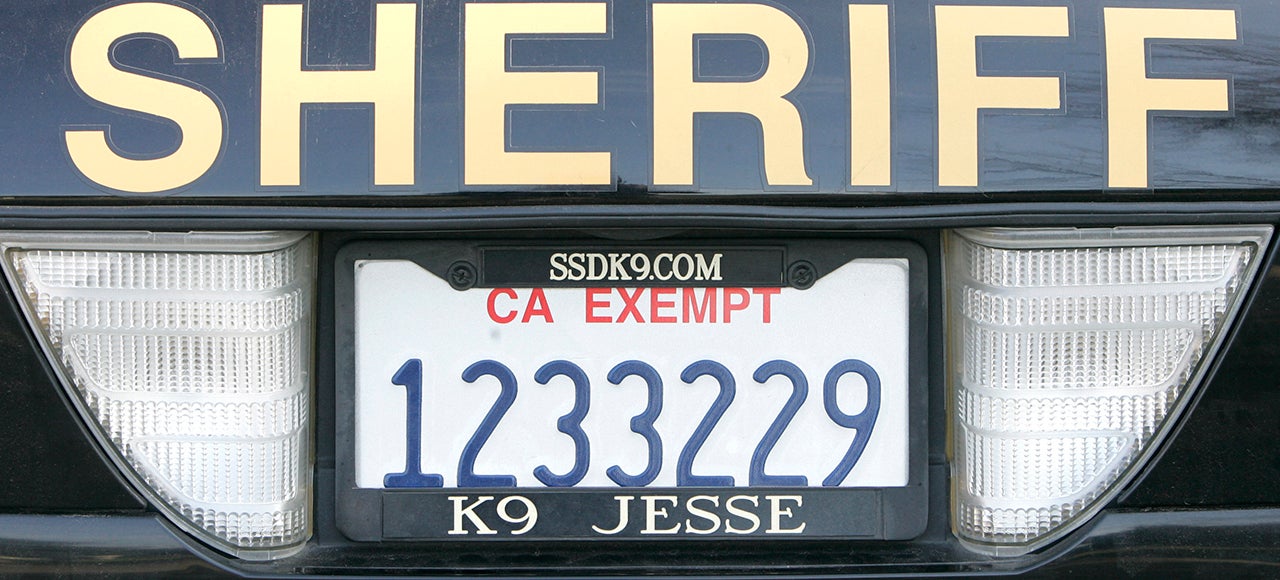 SHERIFF
SSDK9.COM
CA EXEMPT
1233229
K9 JESSE